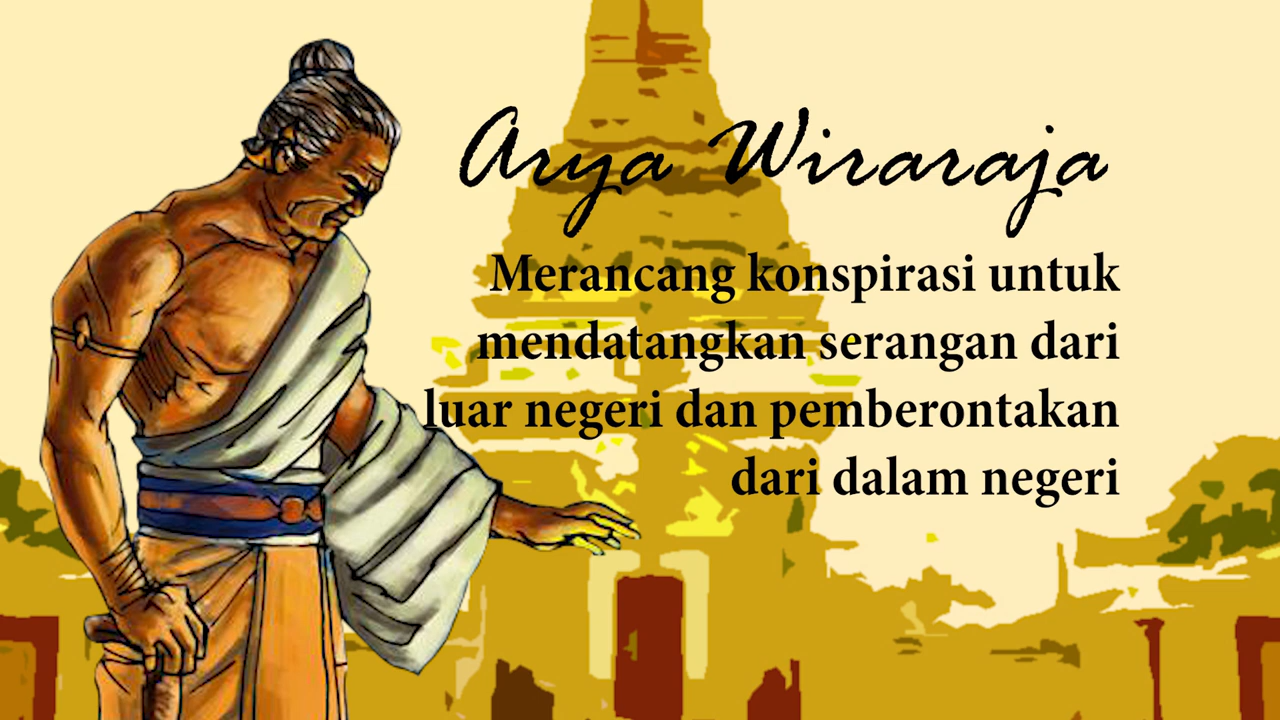 Arya Wiraraja
Merancang konspirasi untuk
mendatangkan serangan dari
luar negeri dan pemberontakan
dari dalam negeri